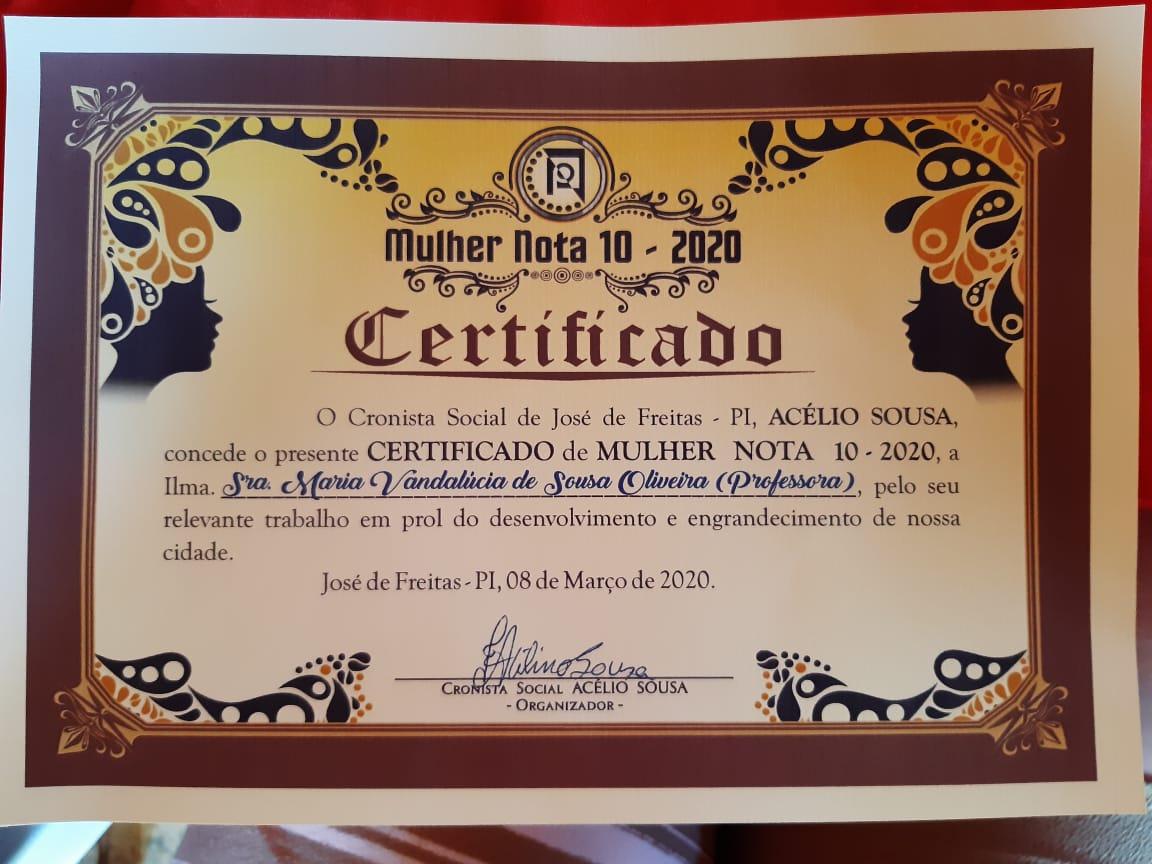 Mulher Nota 10 - 2020
Certificado
O Cronista Social de José de Freitas - PI, ACÉLIO SOUSA,
concede o presente CERTIFICADO de MULHER NOTA 10 - 2020, a
Ilma. Sra. Maria Vandalúcia de Sousa Oliveira (Professora), pelo seu
relevante trabalho em prol do desenvolvimento e engrandecimento de nossa
cidade.
José de Freitas - PI, 08 de Março de 2020.
Sousa
Cronista Social ACÉLIO SOUSA
- Organizador -